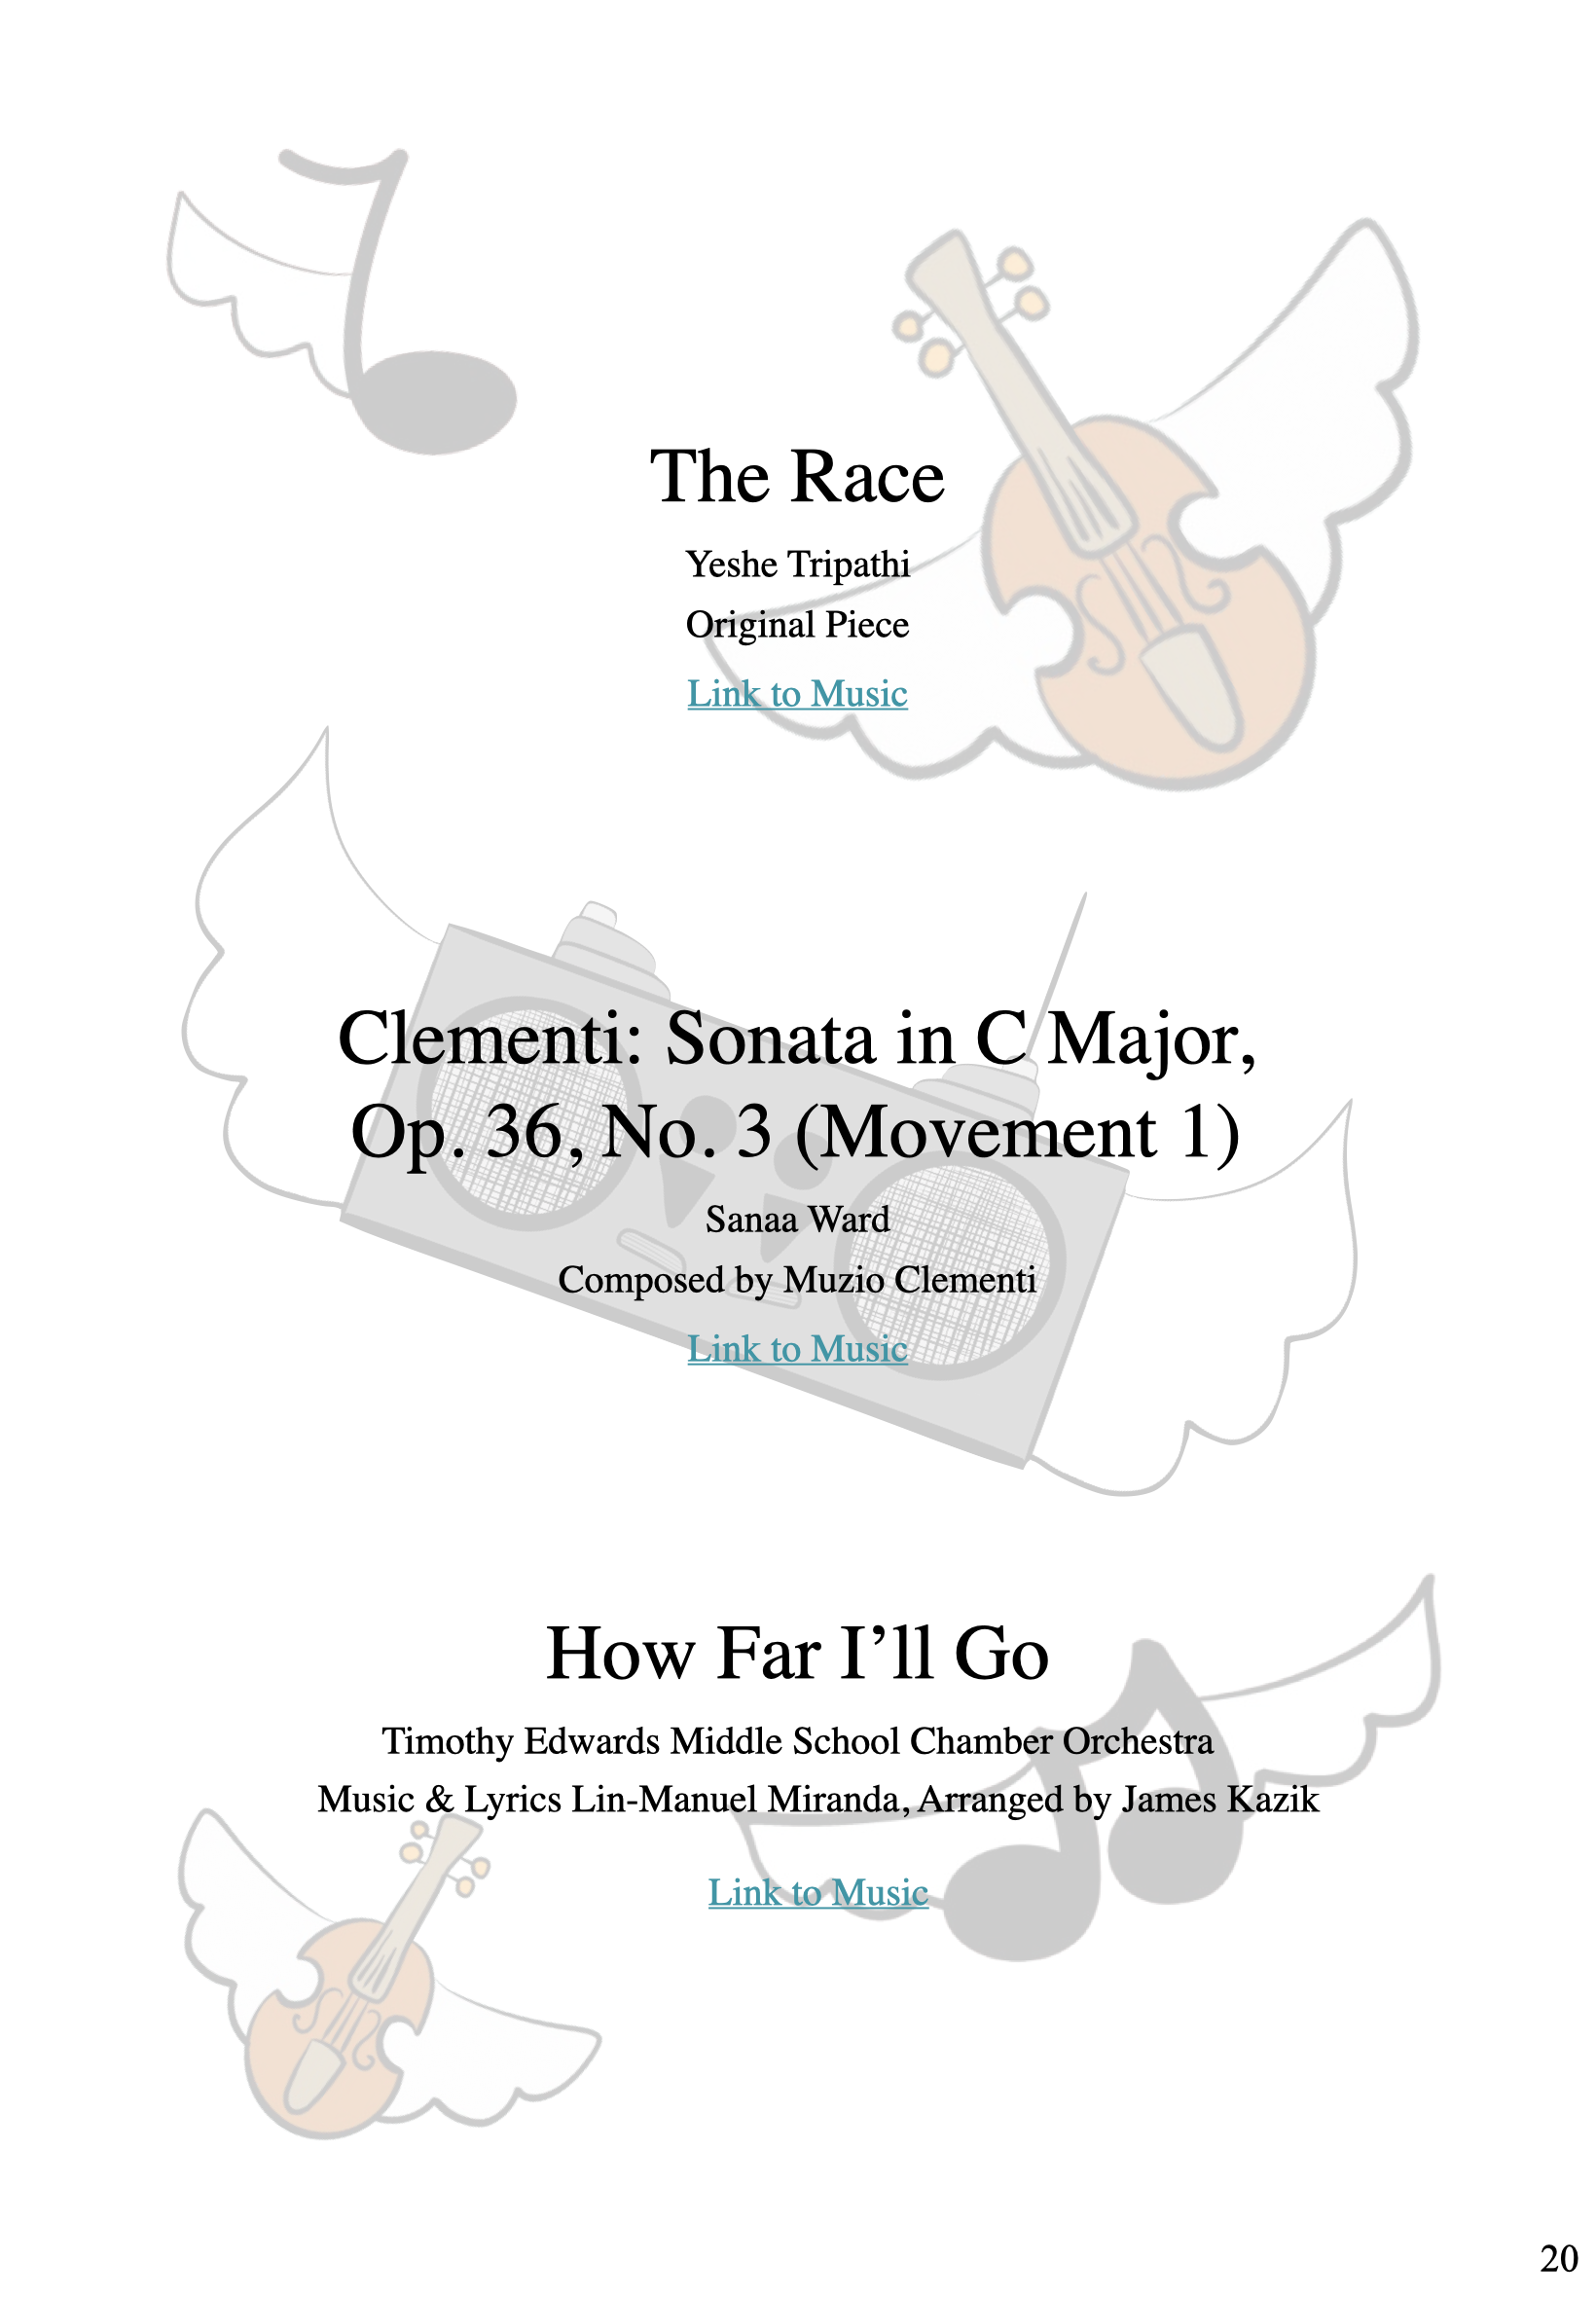 The Race
Yeshe Tripathi
Original Piece
Link to Music
Clementi: Sonata in C Major,
Op. 36, No. 3 (Movement 1)
Sanaa Ward
Composed by Muzio Clementi
Link to Music
How Far I’ll Go
Timothy Edwards Middle School Chamber Orchestra
Music & Lyrics Lin-Manuel Miranda, Arranged by James Kazik
Link to Music
20